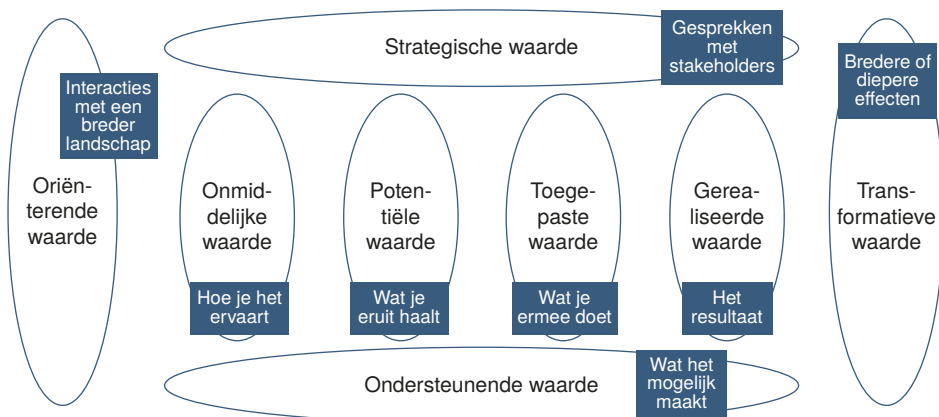 Strategische waarde
Gesprekken
met
stakeholders
Interacties
met een
breder
landschap
Oriën-
terende
waarde
Onmid-
delijke
waarde
Hoe je het
ervaart
Poten-
tiële
waarde
Wat je
eruit haalt
Toege-
paste
waarde
Wat je
ermee doet
Gerea-
liseerde
waarde
Het
resultaat
Bredere of
diepere
effecten
Trans-
formatieve
waarde
Ondersteunende waarde
Wat het
mogelijk
maakt